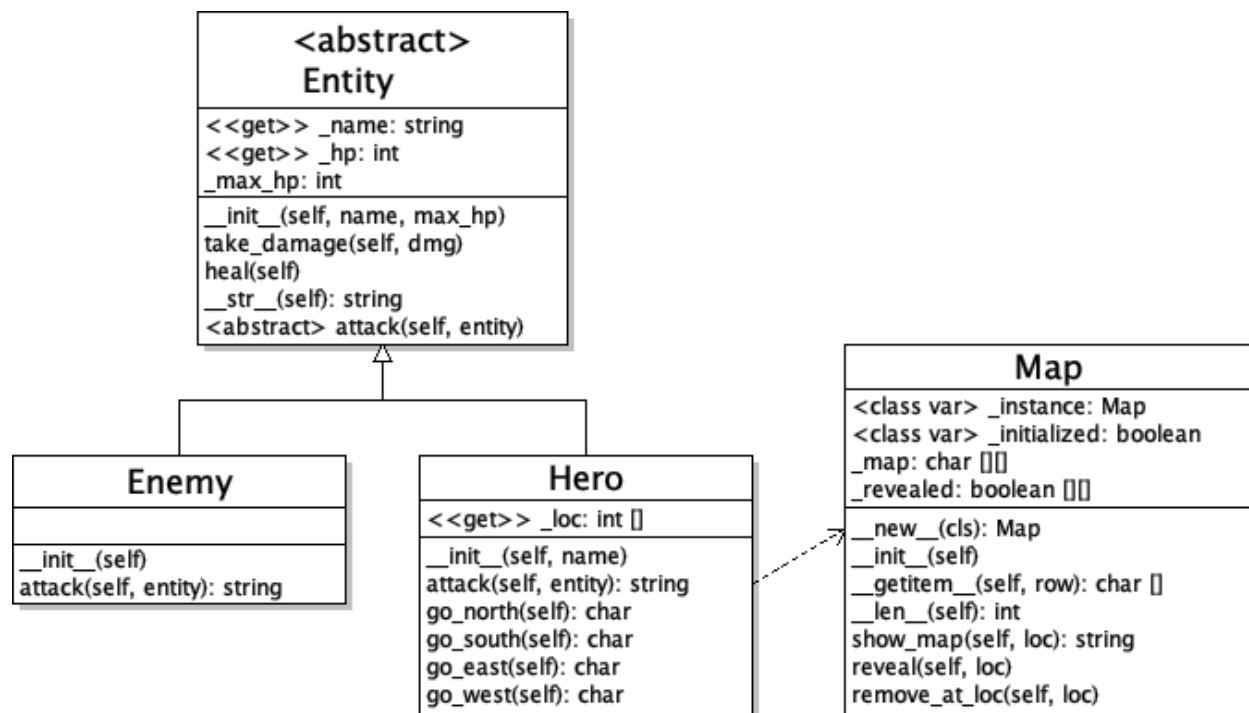 <abstract>
Entity
<<get>> _name: string
<<get>> _hp: int
_max_hp: int
__init__(self, name, max_hp)
take_damage(self, dmg)
heal(self)
__str__(self): string
<abstract> attack(self, entity)
Enemy
__init__(self)
attack(self, entity): string
Hero
<<get>> _loc: int []
__init__(self, name)
attack(self, entity): string
go_north(self): char
go_south(self): char
go_east(self): char
go_west(self): char
Map
<class var> _instance: Map
<class var> _initialized: boolean
_map: char [][]
_revealed: boolean [][]
__new__(cls): Map
__init__(self)
__getitem__(self, row): char []
__len__(self): int
show_map(self, loc): string
reveal(self, loc)
remove_at_loc(self, loc)